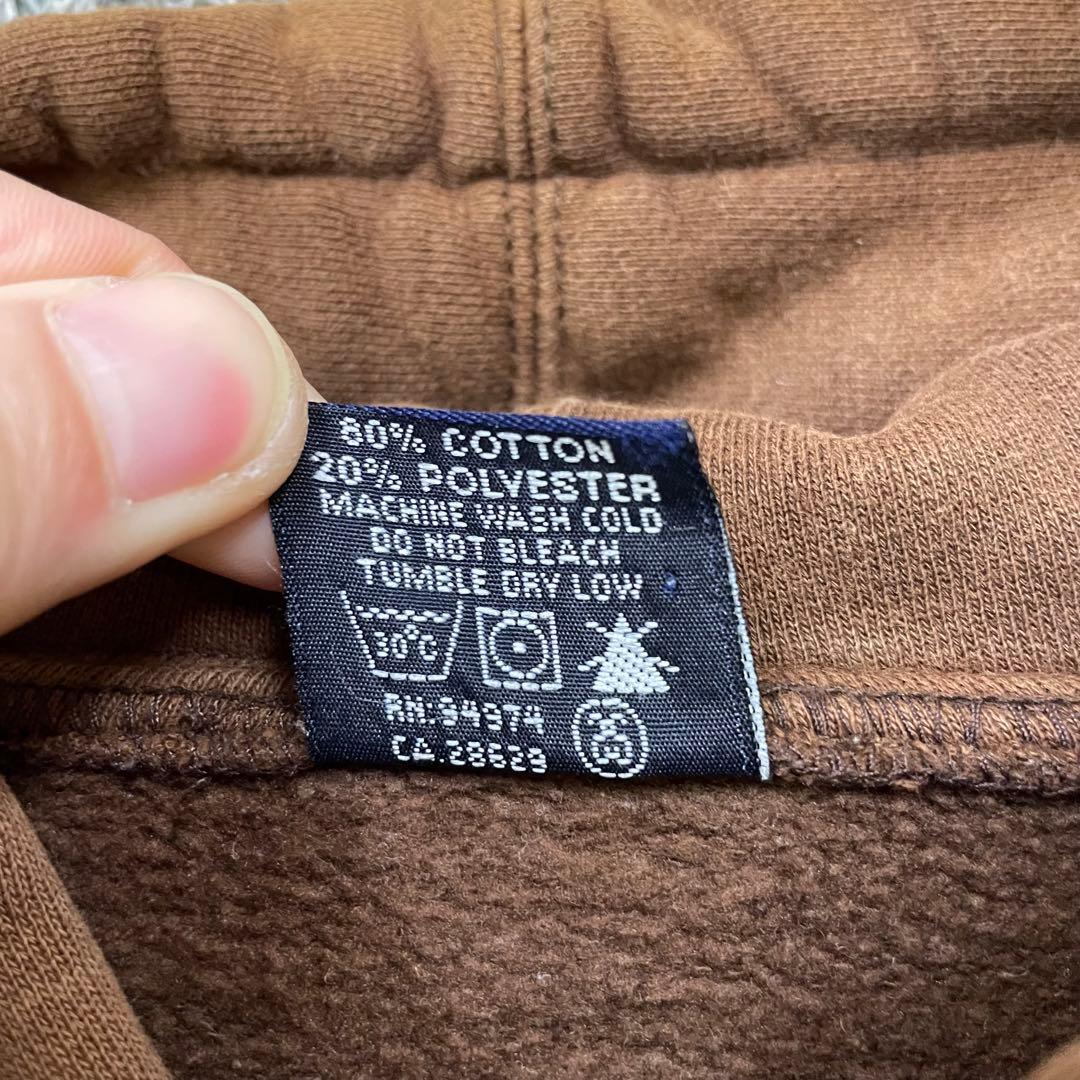 80% COTTON
20% POLYESTER
MACHINE WASH COLD
DO NOT BLEACH
TUMBLE DRY LOW
30°C
RN.94974
CA.28629